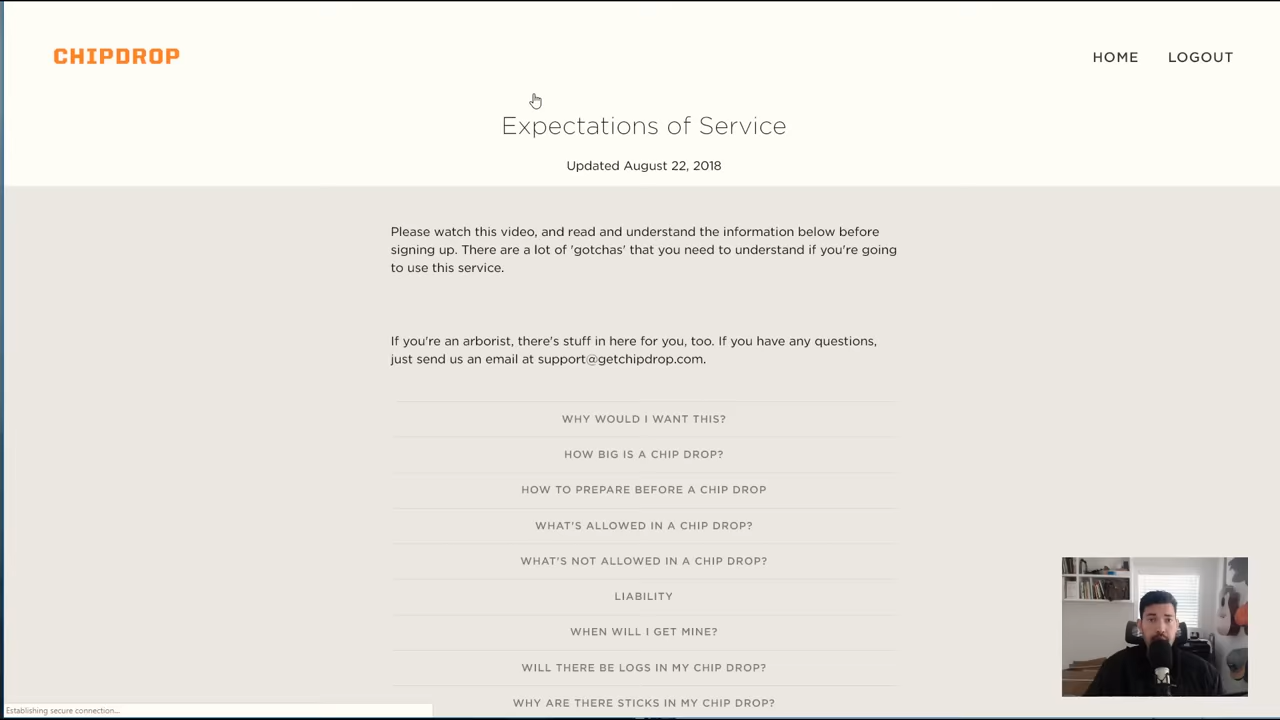 CHIPDROP
HOME
LOGOUT
Expectations of Service
Updated August 22, 2018
Please watch this video, and read and understand the information below before
signing up. There are a lot of 'gotchas' that you need to understand if you're going
to use this service.
If you're an arborist, there's stuff in here for you, too. If you have any questions,
just send us an email at support@getchipdrop.com.
WHY WOULD I WANT THIS?
HOW BIG IS A CHIP DROP?
HOW TO PREPARE BEFORE A CHIP DROP
WHAT'S ALLOWED IN A CHIP DROP?
WHAT'S NOT ALLOWED IN A CHIP DROP?
LIABILITY
WHEN WILL I GET MINE?
WILL THERE BE LOGS IN MY CHIP DROP?
WHY ARE THERE STICKS IN MY CHIP DROP?
Establishing secure connection...